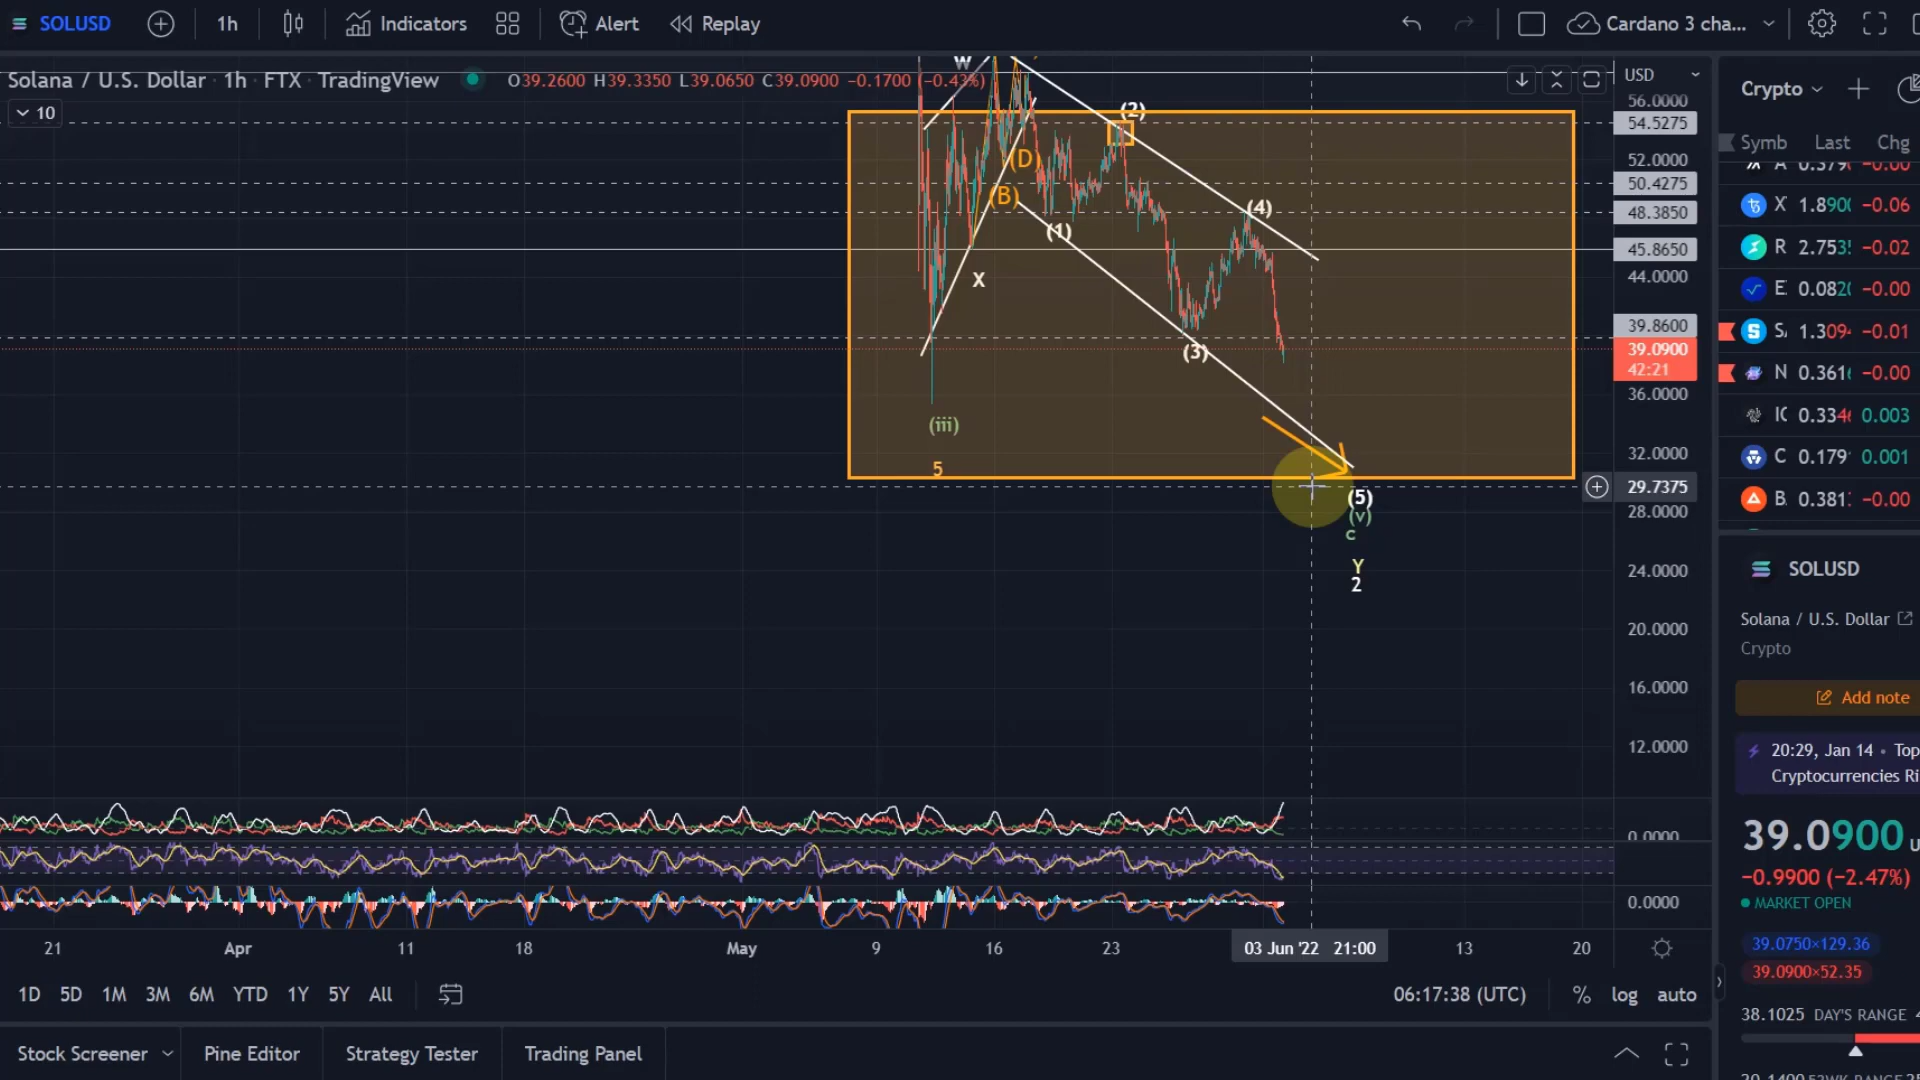 SOLUSD
1h
Indicators
Alert
Replay
Cardano 3 cha...
Solana / U.S. Dollar · 1h · FTX · TradingView
O39.2600 H39.3350 L39.0650 C39.0900 −0.1700 (−0.43%)
10
USD
56.0000
54.5275
52.0000
50.4275
48.3850
45.8650
44.0000
39.8600
39.0900
42:21
36.0000
32.0000
29.7375
28.0000
24.0000
20.0000
16.0000
12.0000
0.0000
0.0000
W
(2)
(D)
(B)
(1)
(4)
X
(3)
(iii)
5
(5)
(v)
c
Y
2
21
Apr
11
18
May
9
16
23
03 Jun '22 21:00
13
20
1D 5D 1M 3M 6M YTD 1Y 5Y All
06:17:38 (UTC)
% log auto
Stock Screener
Pine Editor
Strategy Tester
Trading Panel
Crypto
Symb Last Chg
X 1.890 −0.06
R 2.753 −0.02
E 0.082 −0.00
S 1.309 −0.01
N 0.361 −0.00
0.334 0.003
C 0.179 0.001
B 0.381 −0.00
SOLUSD
Solana / U.S. Dollar
Crypto
Add note
20:29, Jan 14 • Top
Cryptocurrencies Ri
39.0900
−0.9900 (−2.47%)
MARKET OPEN
39.0750×129.36
39.0900×52.35
38.1025 DAY'S RANGE